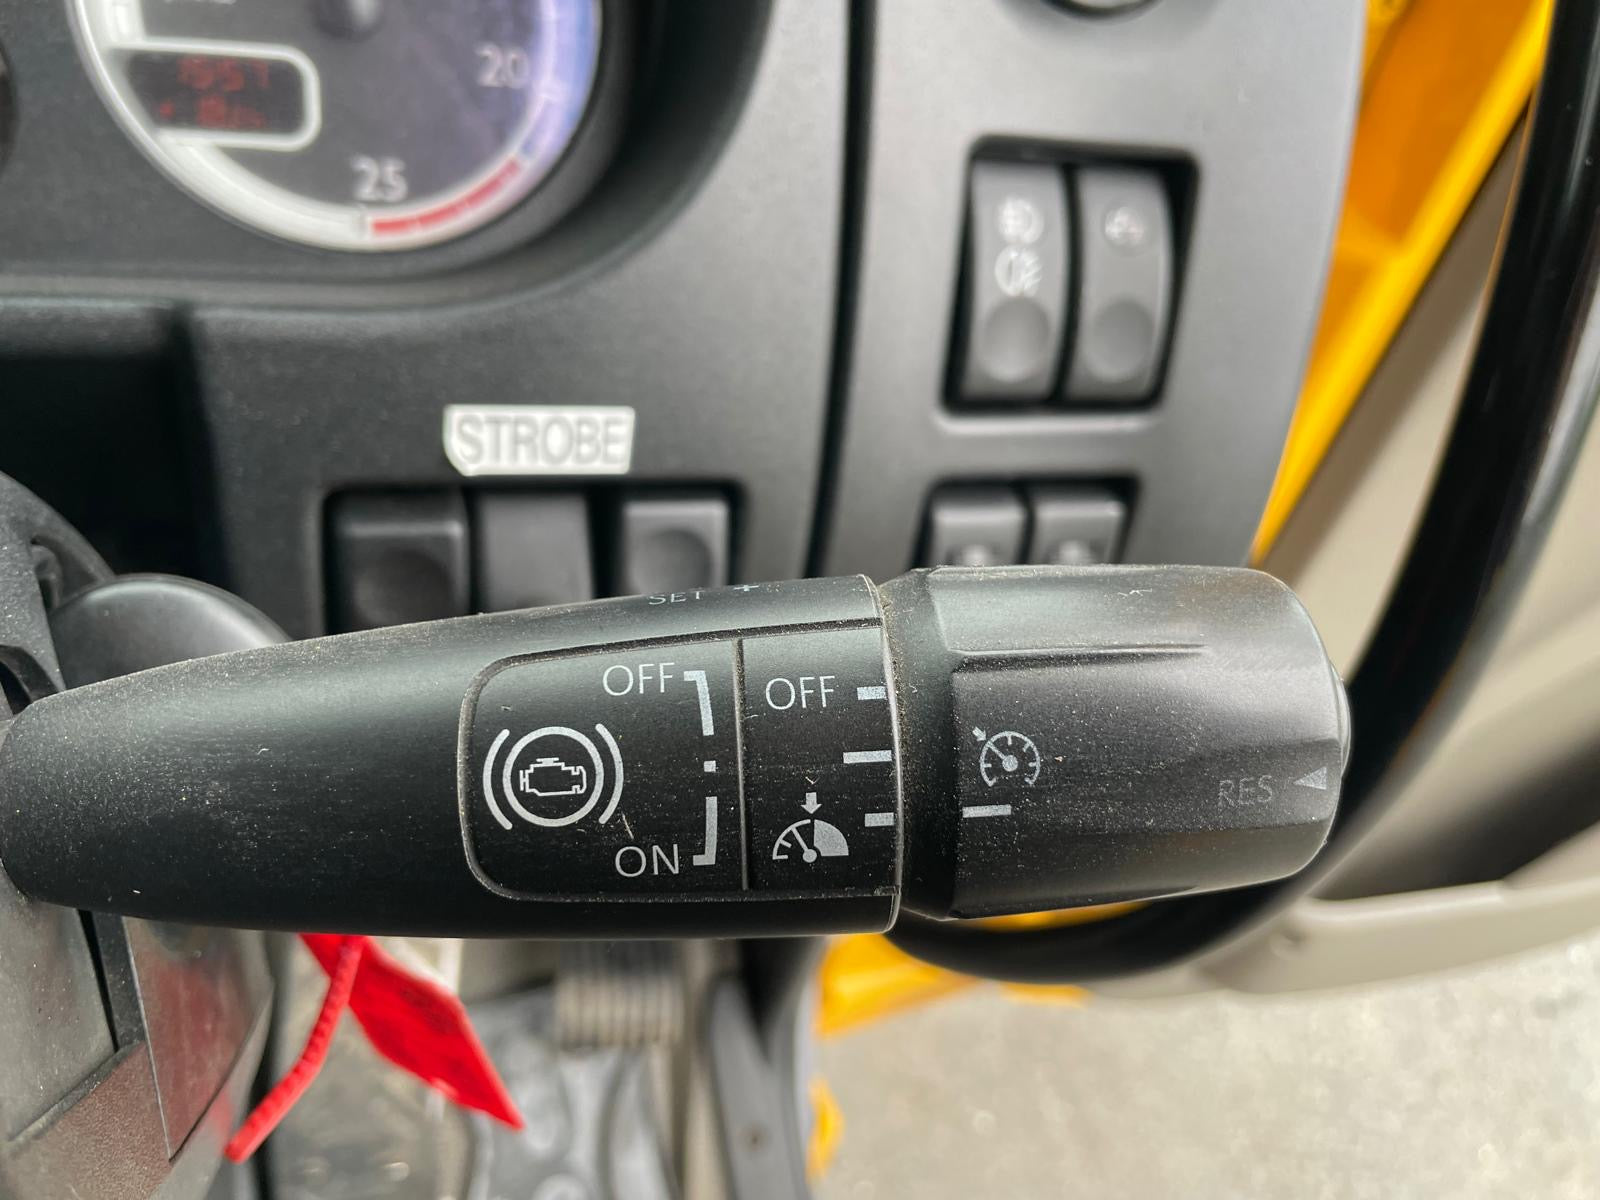 20
25
STROBE
SET +
OFF
OFF
ON
RES